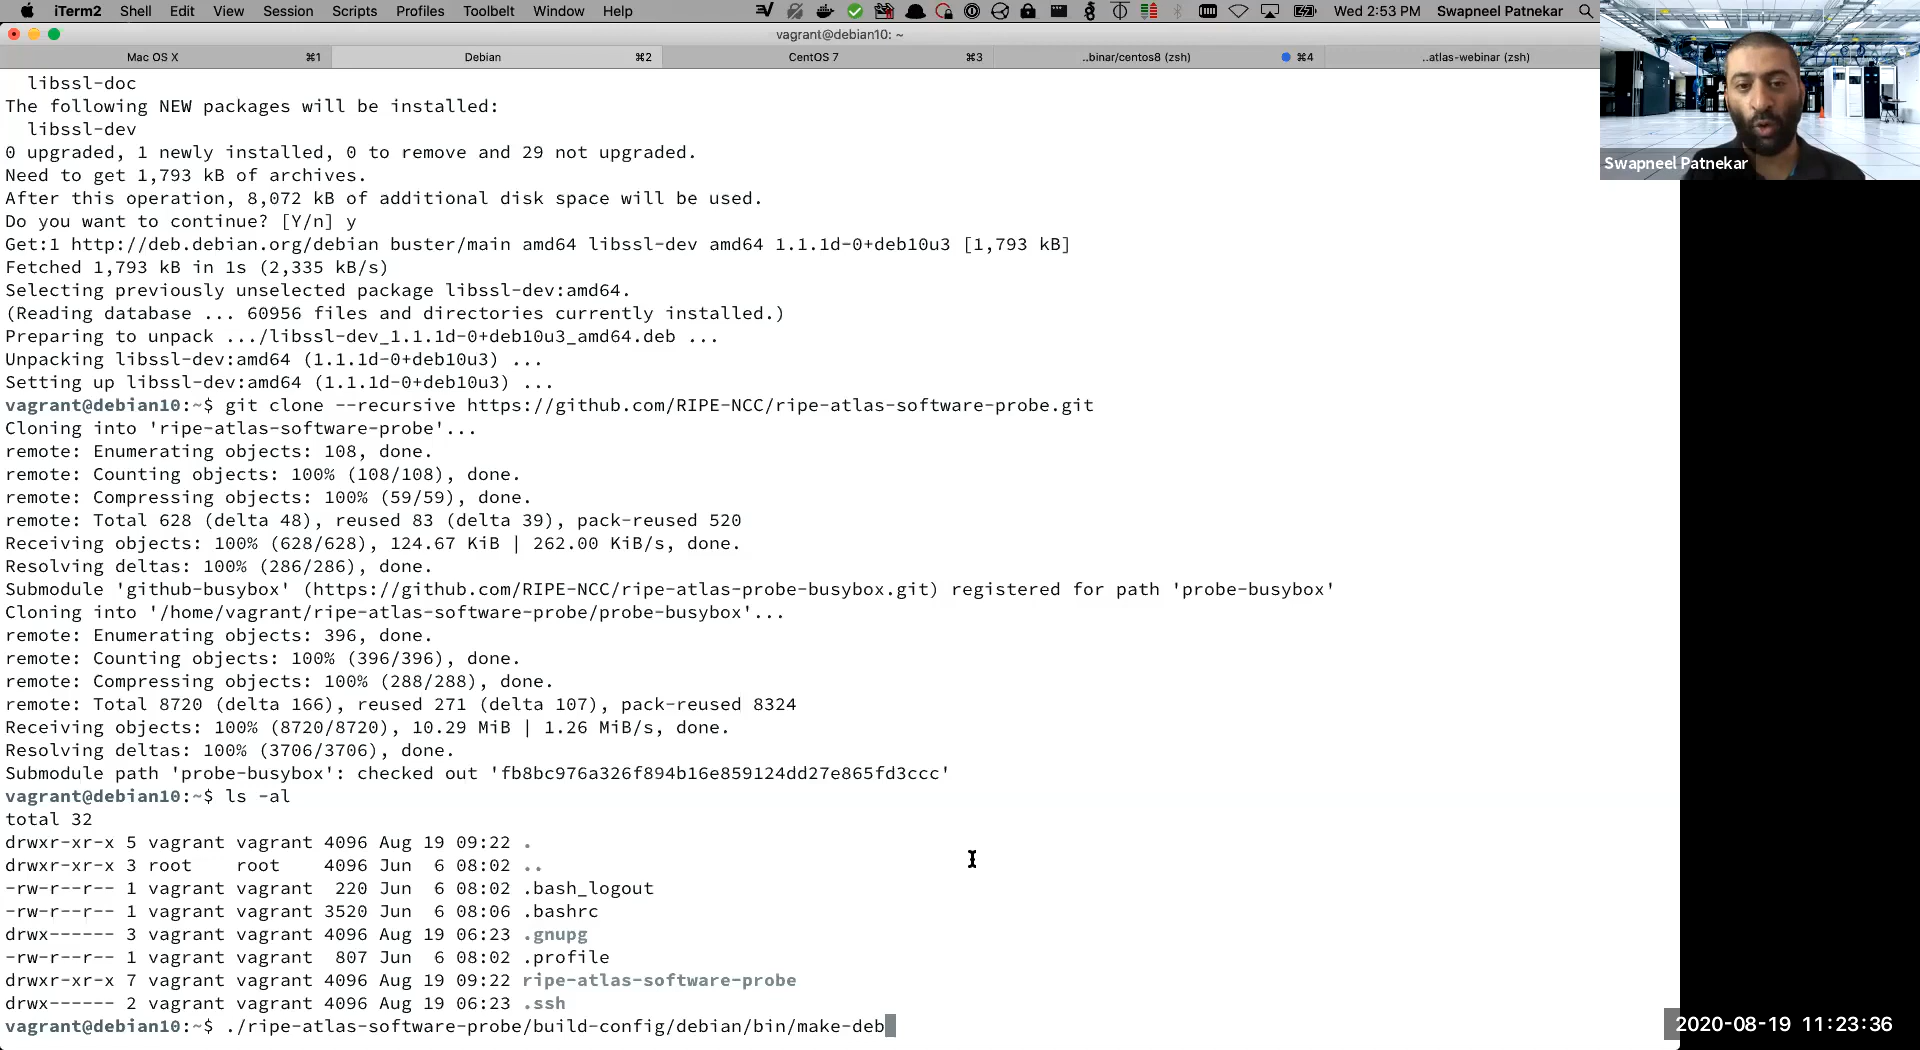 iTerm2 Shell Edit View Session Scripts Profiles Toolbelt Window Help Wed 2:53 PM Swapneel Patnekar
vagrant@debian10: ~
Mac OS X ⌘1 Debian ⌘2 CentOS 7 ⌘3 ..binar/centos8 (zsh) ⌘4 ..atlas-webinar (zsh)
Swapneel Patnekar
libssl-doc
The following NEW packages will be installed:
libssl-dev
0 upgraded, 1 newly installed, 0 to remove and 29 not upgraded.
Need to get 1,793 kB of archives.
After this operation, 8,072 kB of additional disk space will be used.
Do you want to continue? [Y/n] y
Get:1 http://deb.debian.org/debian buster/main amd64 libssl-dev amd64 1.1.1d-0+deb10u3 [1,793 kB]
Fetched 1,793 kB in 1s (2,335 kB/s)
Selecting previously unselected package libssl-dev:amd64.
(Reading database ... 60956 files and directories currently installed.)
Preparing to unpack .../libssl-dev_1.1.1d-0+deb10u3_amd64.deb ...
Unpacking libssl-dev:amd64 (1.1.1d-0+deb10u3) ...
Setting up libssl-dev:amd64 (1.1.1d-0+deb10u3) ...
vagrant@debian10:~$ git clone --recursive https://github.com/RIPE-NCC/ripe-atlas-software-probe.git
Cloning into 'ripe-atlas-software-probe'...
remote: Enumerating objects: 108, done.
remote: Counting objects: 100% (108/108), done.
remote: Compressing objects: 100% (59/59), done.
remote: Total 628 (delta 48), reused 83 (delta 39), pack-reused 520
Receiving objects: 100% (628/628), 124.67 KiB | 262.00 KiB/s, done.
Resolving deltas: 100% (286/286), done.
Submodule 'github-busybox' (https://github.com/RIPE-NCC/ripe-atlas-probe-busybox.git) registered for path 'probe-busybox'
Cloning into '/home/vagrant/ripe-atlas-software-probe/probe-busybox'...
remote: Enumerating objects: 396, done.
remote: Counting objects: 100% (396/396), done.
remote: Compressing objects: 100% (288/288), done.
remote: Total 8720 (delta 166), reused 271 (delta 107), pack-reused 8324
Receiving objects: 100% (8720/8720), 10.29 MiB | 1.26 MiB/s, done.
Resolving deltas: 100% (3706/3706), done.
Submodule path 'probe-busybox': checked out 'fb8bc976a326f894b16e859124dd27e865fd3ccc'
vagrant@debian10:~$ ls -al
total 32
drwxr-xr-x 5 vagrant vagrant 4096 Aug 19 09:22 .
drwxr-xr-x 3 root    root    4096 Jun  6 08:02 ..
-rw-r--r-- 1 vagrant vagrant  220 Jun  6 08:02 .bash_logout
-rw-r--r-- 1 vagrant vagrant 3520 Jun  6 08:06 .bashrc
drwx------ 3 vagrant vagrant 4096 Aug 19 06:23 .gnupg
-rw-r--r-- 1 vagrant vagrant  807 Jun  6 08:02 .profile
drwxr-xr-x 7 vagrant vagrant 4096 Aug 19 09:22 ripe-atlas-software-probe
drwx------ 2 vagrant vagrant 4096 Aug 19 06:23 .ssh
vagrant@debian10:~$ ./ripe-atlas-software-probe/build-config/debian/bin/make-deb
2020-08-19 11:23:36